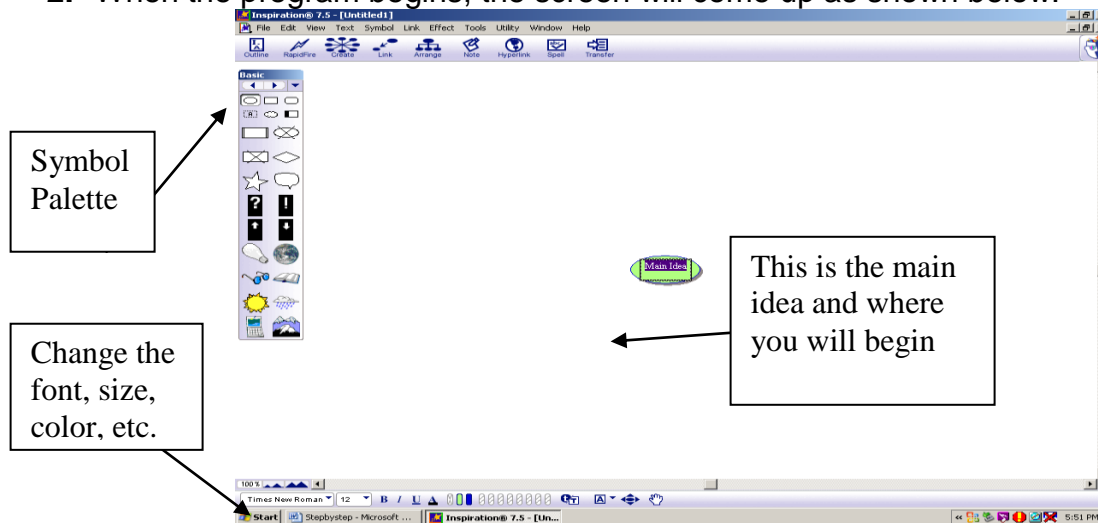 2. When the program begins, the screen will come up as shown below.
Inspiration® 7.5 - [Untitled1]
File Edit View Text Symbol Link Effect Tools Utility Window Help
Outline RapidFire Create Link Arrange Note Hyperlink Spell Transfer
Basic
Symbol
Palette
Main Idea
This is the main
idea and where
you will begin
Change the
font, size,
color, etc.
100%
Times New Roman 12 B I U A
Start Stepbystep - Microsoft ... Inspiration® 7.5 - [Un... 5:51 PM